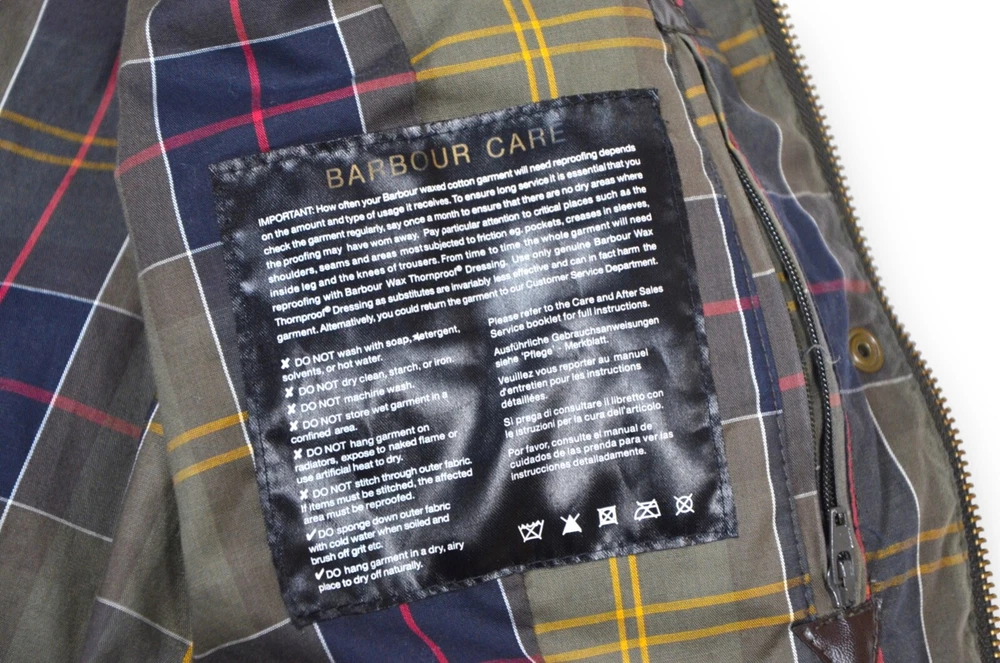 BARBOUR CARE
IMPORTANT: How often your Barbour waxed cotton garment will need reproofing depends
on the amount and type of usage it receives. To ensure long service it is essential that you
check the garment regularly, say once a month to ensure that there are no dry areas where
the proofing may have worn away. Pay particular attention to critical places such as the
shoulders, seams and areas most subjected to friction eg. pockets, creases in sleeves,
inside leg and the knees of trousers. From time to time the whole garment will need
reproofing with Barbour Wax Thornproof® Dressing. Use only genuine Barbour Wax
Thornproof® Dressing as substitutes are invariably less effective and can in fact harm the
garment. Alternatively, you could return the garment to our Customer Service Department.
✘ DO NOT wash with soap, detergent,
solvents, or hot water.
✘ DO NOT dry clean, starch, or iron.
✘ DO NOT machine wash.
✘ DO NOT store wet garment in a
confined area.
✘ DO NOT hang garment on
radiators, expose to naked flame or
use artificial heat to dry.
✘ DO NOT stitch through outer fabric.
If items must be stitched, the affected
area must be reproofed.
✔DO sponge down outer fabric
with cold water when soiled and
brush off grit etc.
✔DO hang garment in a dry, airy
place to dry off naturally.
Please refer to the Care and After Sales
Service booklet for full instructions.
Ausführliche Gebrauchsanweisungen
siehe "Pflege". Merkblatt.
Veuillez vous reporter au manuel
d'entretien pour les instructions
détaillées.
Si prega di consultare il libretto con
le istruzioni per la cura dell'articolo.
Por favor, consulte el manual de
cuidados de las prenda para ver las
instrucciones detailadamente.